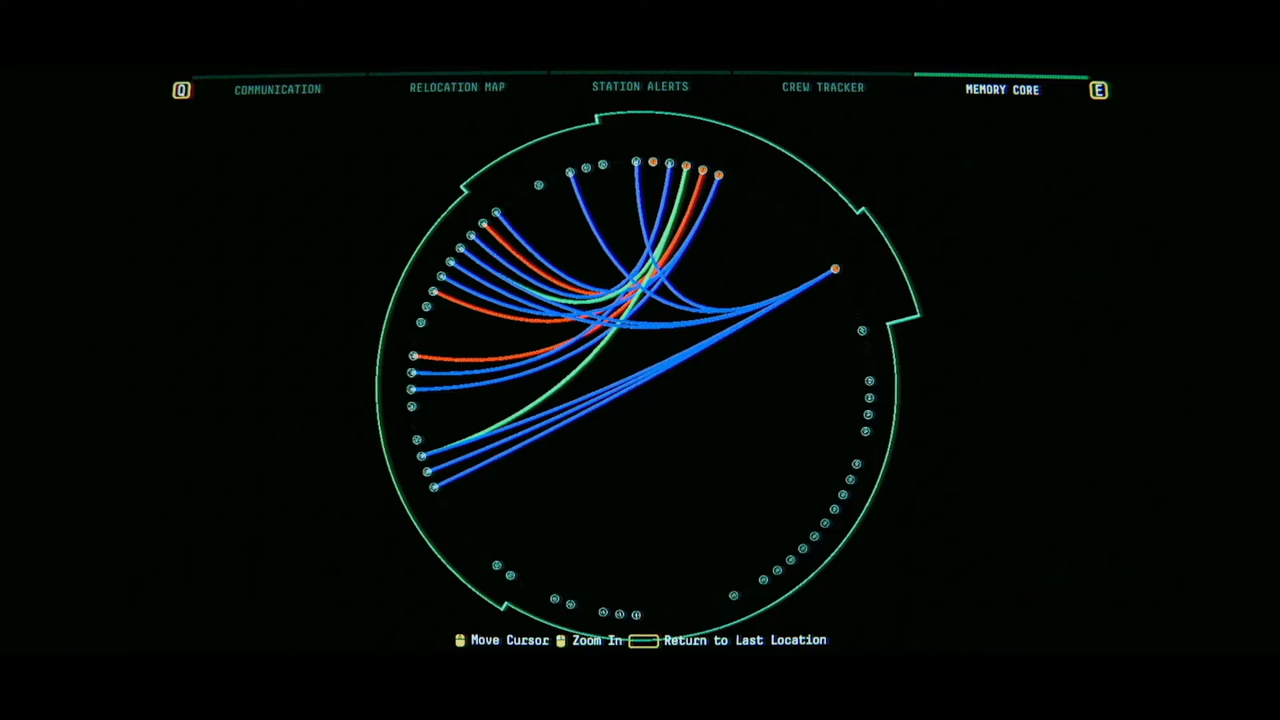 Q COMMUNICATION RELOCATION MAP STATION ALERTS CREW TRACKER MEMORY CORE E
Move Cursor Zoom In Return to Last Location